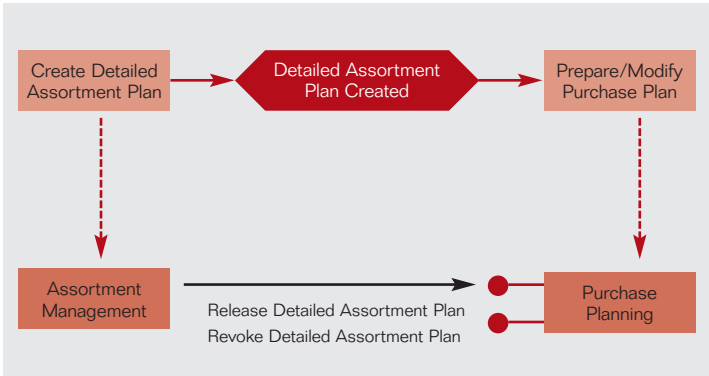 Create Detailed
Assortment Plan
Detailed Assortment
Plan Created
Prepare/Modify
Purchase Plan
Assortment
Management
Release Detailed Assortment Plan
Revoke Detailed Assortment Plan
Purchase
Planning